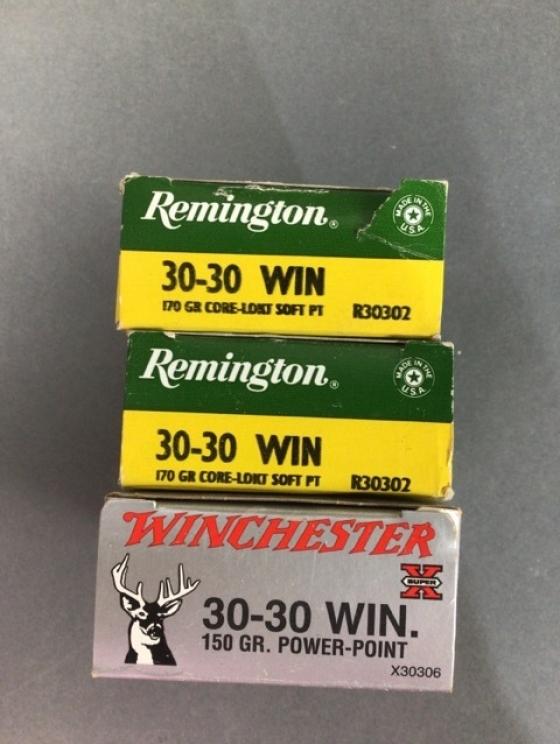 Remington®
MADE IN THE
U.S.A.
30-30 WIN
170 GR CORE-LOKT SOFT PT R30302
Remington®
MADE IN THE
U.S.A.
30-30 WIN
170 GR CORE-LOKT SOFT PT R30302
WINCHESTER
SUPER
X
30-30 WIN.
150 GR. POWER-POINT
X30306